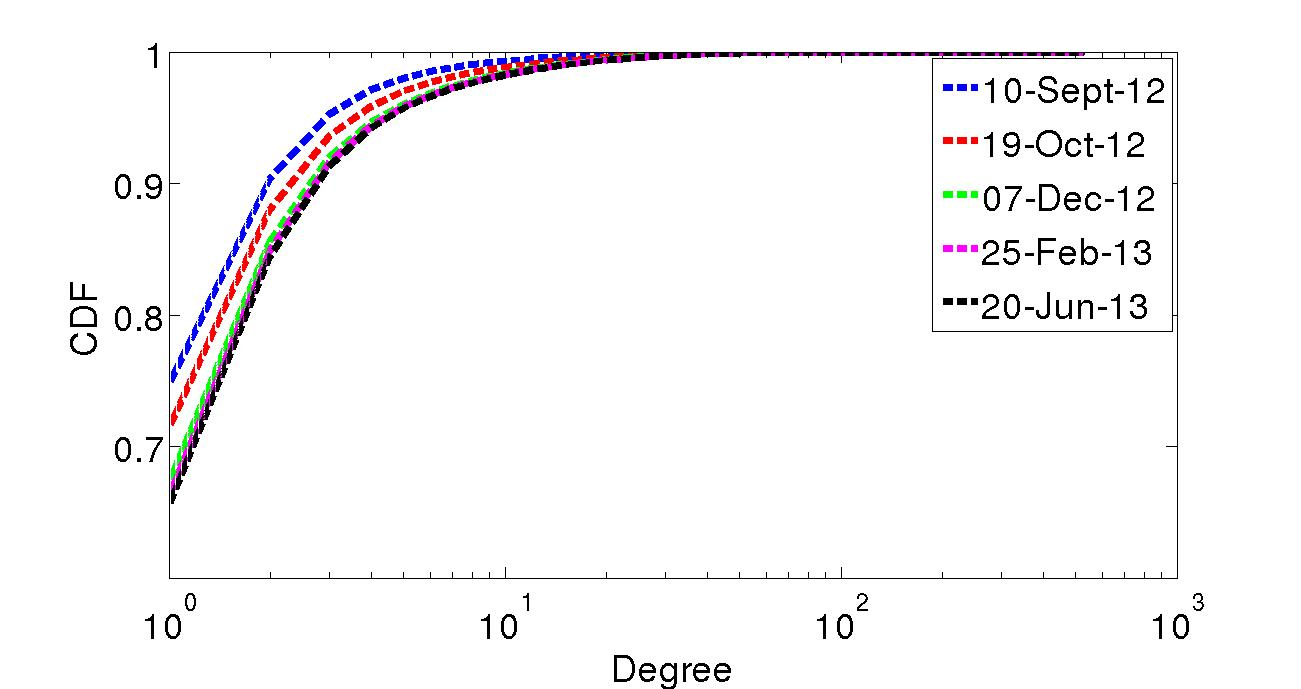 1
0.9
0.8
0.7
CDF
10^0
10^1
10^2
10^3
Degree
10-Sept-12
19-Oct-12
07-Dec-12
25-Feb-13
20-Jun-13